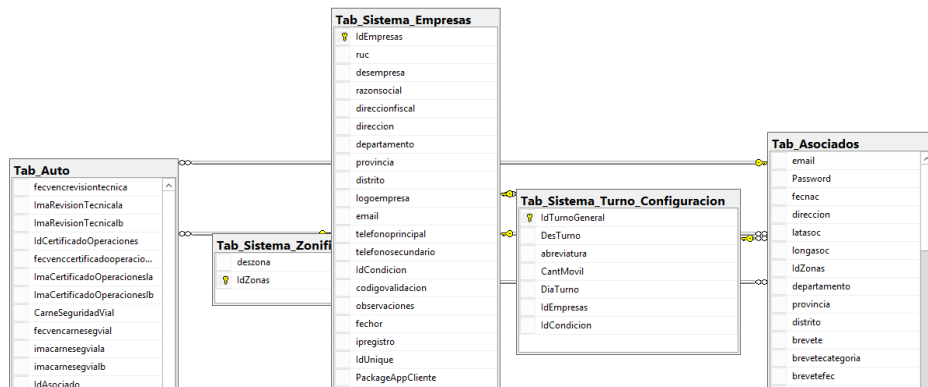 Tab_Sistema_Empresas
IdEmpresas
ruc
desempresa
razonsocial
direccionfiscal
direccion
departamento
provincia
distrito
logoempresa
email
telefonoprincipal
telefonosecundario
IdCondicion
codigovalidacion
observaciones
fechor
ipregistro
IdUnique
PackageAppCliente
Tab_Auto
fecvencrevisiontecnica
ImaRevisionTecnicala
ImaRevisionTecnicalb
IdCertificadoOperaciones
fecvenccertificadooperacio...
ImaCertificadoOperacionesla
ImaCertificadoOperacioneslb
CarneSeguridadVial
fecvencarnesegvial
imacarnesegviala
imacarnesegvialb
IdAsociado
Tab_Sistema_Zonifi
deszona
IdZonas
Tab_Sistema_Turno_Configuracion
IdTurnoGeneral
DesTurno
abreviatura
CantMovil
DiaTurno
IdEmpresas
IdCondicion
Tab_Asociados
email
Password
fecnac
direccion
latasoc
longasoc
IdZonas
departamento
provincia
distrito
brevete
brevetecategoria
brevetefec